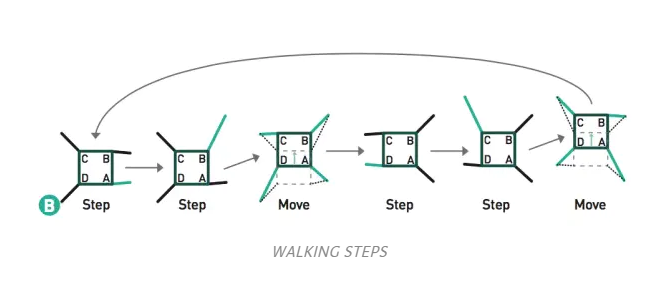 C B C B C B C B C B C B
D A D A D A D A D A D A
B Step Step Move Step Step Move
WALKING STEPS